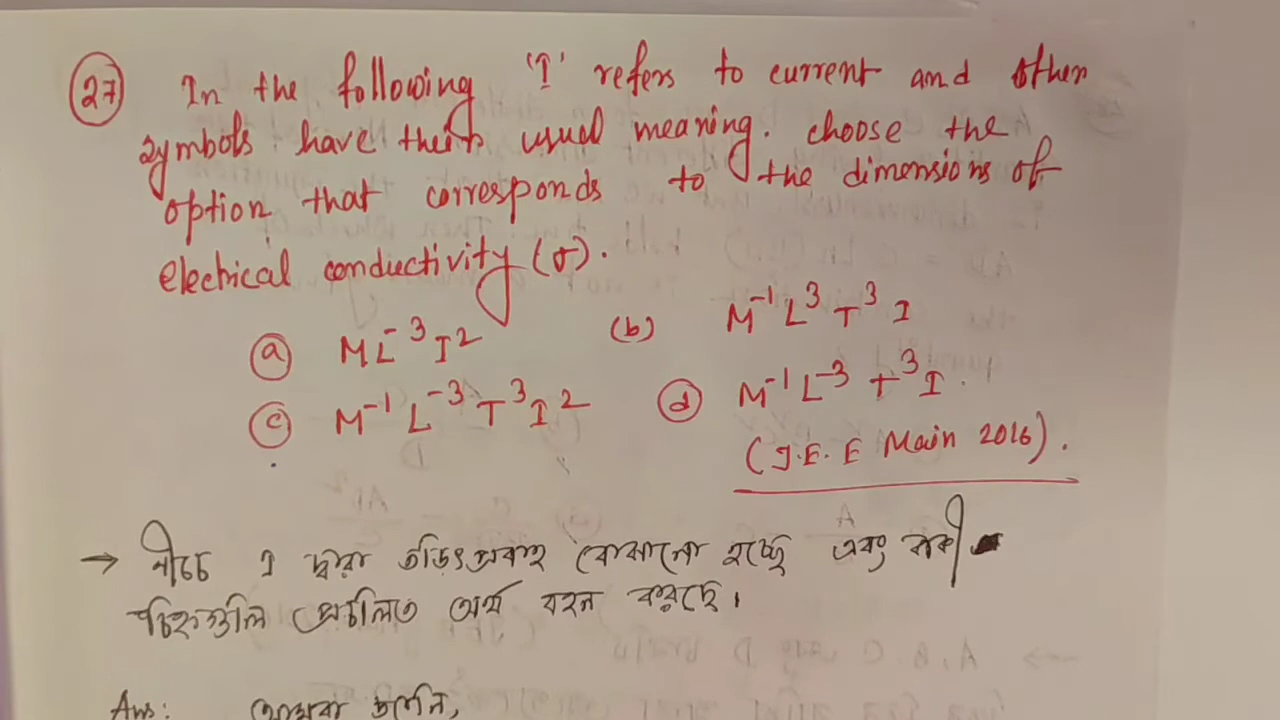 27 In the following 'I' refers to current and other
symbols have their usual meaning. choose the
option that corresponds to the dimensions of
electrical conductivity (σ).
(a) ML⁻³I² (b) M⁻¹L³T³I
(c) M⁻¹L⁻³T³I² (d) M⁻¹L⁻³T³I.
(J.E.E Main 2016).
→ নীচে এ দ্বারা তড়িৎপ্রবাহ বোঝানো হচ্ছে এবং বাকী
চিহ্নগুলি প্রচলিত অর্থ বহন করছে।
Ans: আমরা জানি,